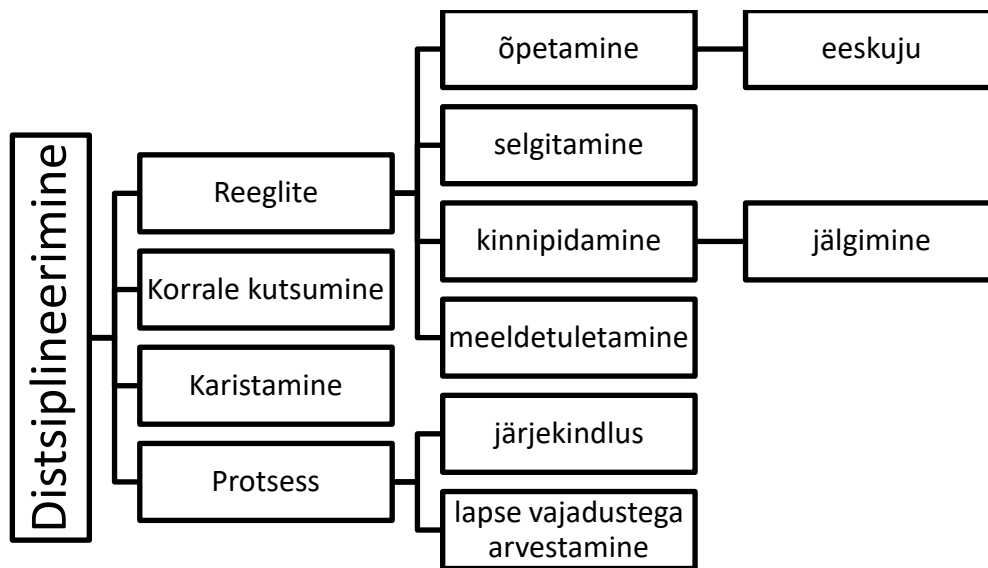 Distsiplineerimine
Reeglite
õpetamine
eeskuju
selgitamine
kinnipidamine
jälgimine
meeldetuletamine
Korrale kutsumine
Karistamine
Protsess
järjekindlus
lapse vajadustega
arvestamine